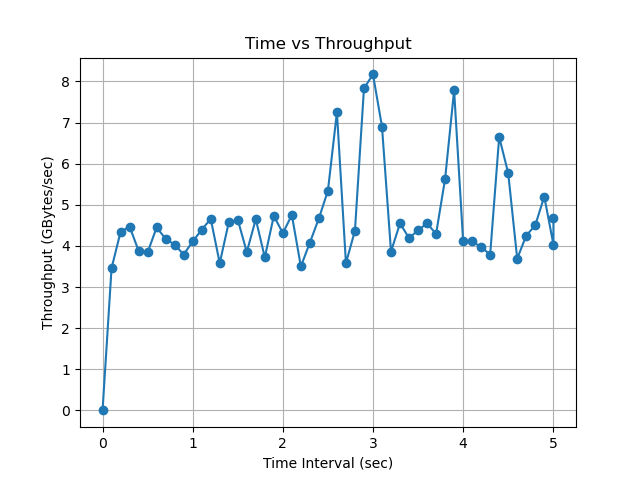 Time vs Throughput
Throughput (GBytes/sec)
8
7
6
5
4
3
2
1
0
0 1 2 3 4 5
Time Interval (sec)